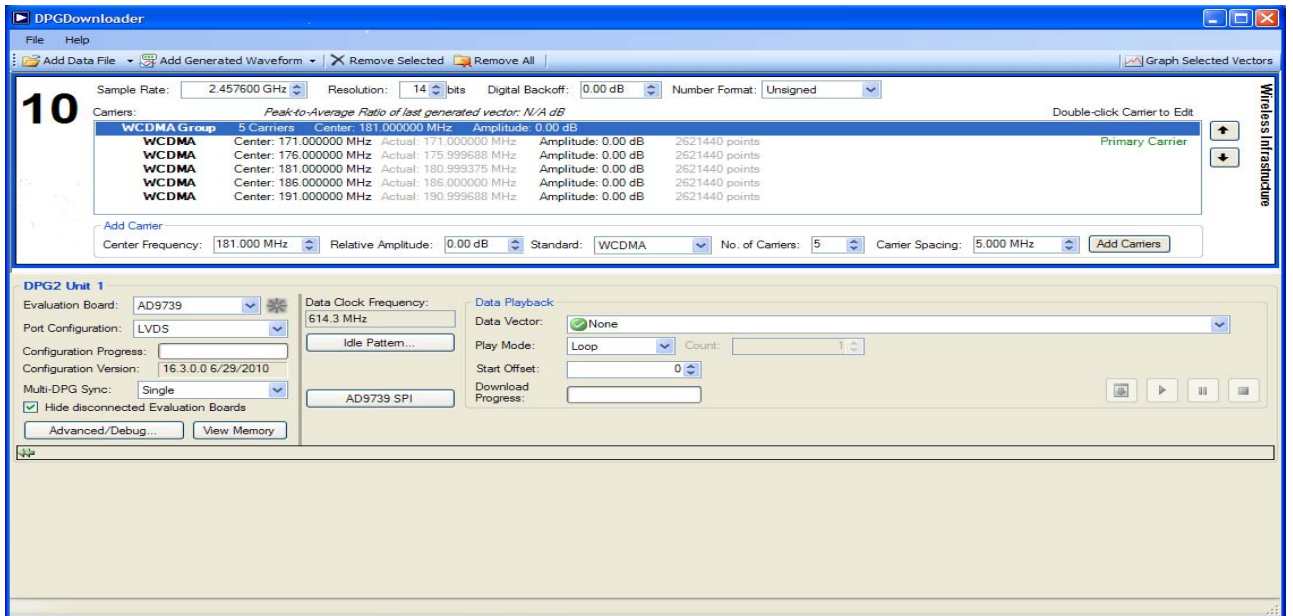 DPGDownloader
File Help
Add Data File Add Generated Waveform Remove Selected Remove All Graph Selected Vectors
10
Sample Rate: 2.457600 GHz Resolution: 14 bits Digital Backoff: 0.00 dB Number Format: Unsigned
Carriers: Peak-to-Average Ratio of last generated vector: N/A dB Double-click Carrier to Edit
WCDMA Group 5 Carriers Center: 181.000000 MHz Amplitude: 0.00 dB
WCDMA Center: 171.000000 MHz Actual: 171.000000 MHz Amplitude: 0.00 dB 2621440 points Primary Carrier
WCDMA Center: 176.000000 MHz Actual: 175.999688 MHz Amplitude: 0.00 dB 2621440 points
WCDMA Center: 181.000000 MHz Actual: 180.999375 MHz Amplitude: 0.00 dB 2621440 points
WCDMA Center: 186.000000 MHz Actual: 186.000000 MHz Amplitude: 0.00 dB 2621440 points
WCDMA Center: 191.000000 MHz Actual: 190.999688 MHz Amplitude: 0.00 dB 2621440 points
Wireless Infrastructure
Add Carrier
Center Frequency: 181.000 MHz Relative Amplitude: 0.00 dB Standard: WCDMA No. of Carriers: 5 Carrier Spacing: 5.000 MHz Add Carriers
DPG2 Unit 1
Evaluation Board: AD9739
Port Configuration: LVDS
Configuration Progress:
Configuration Version: 16.3.0.0 6/29/2010
Multi-DPG Sync: Single
Hide disconnected Evaluation Boards
Advanced/Debug... View Memory
Data Clock Frequency:
614.3 MHz
Idle Pattern...
AD9739 SPI
Data Playback
Data Vector: None
Play Mode: Loop Count: 1
Start Offset: 0
Download
Progress: